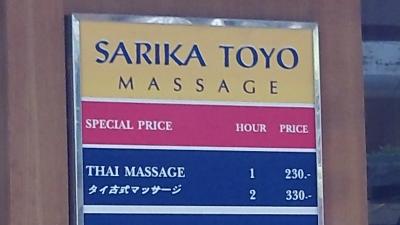 SARIKA TOYO
MASSAGE
SPECIAL PRICE HOUR PRICE
THAI MASSAGE 1 230.-
タイ古式マッサージ 2 330.-